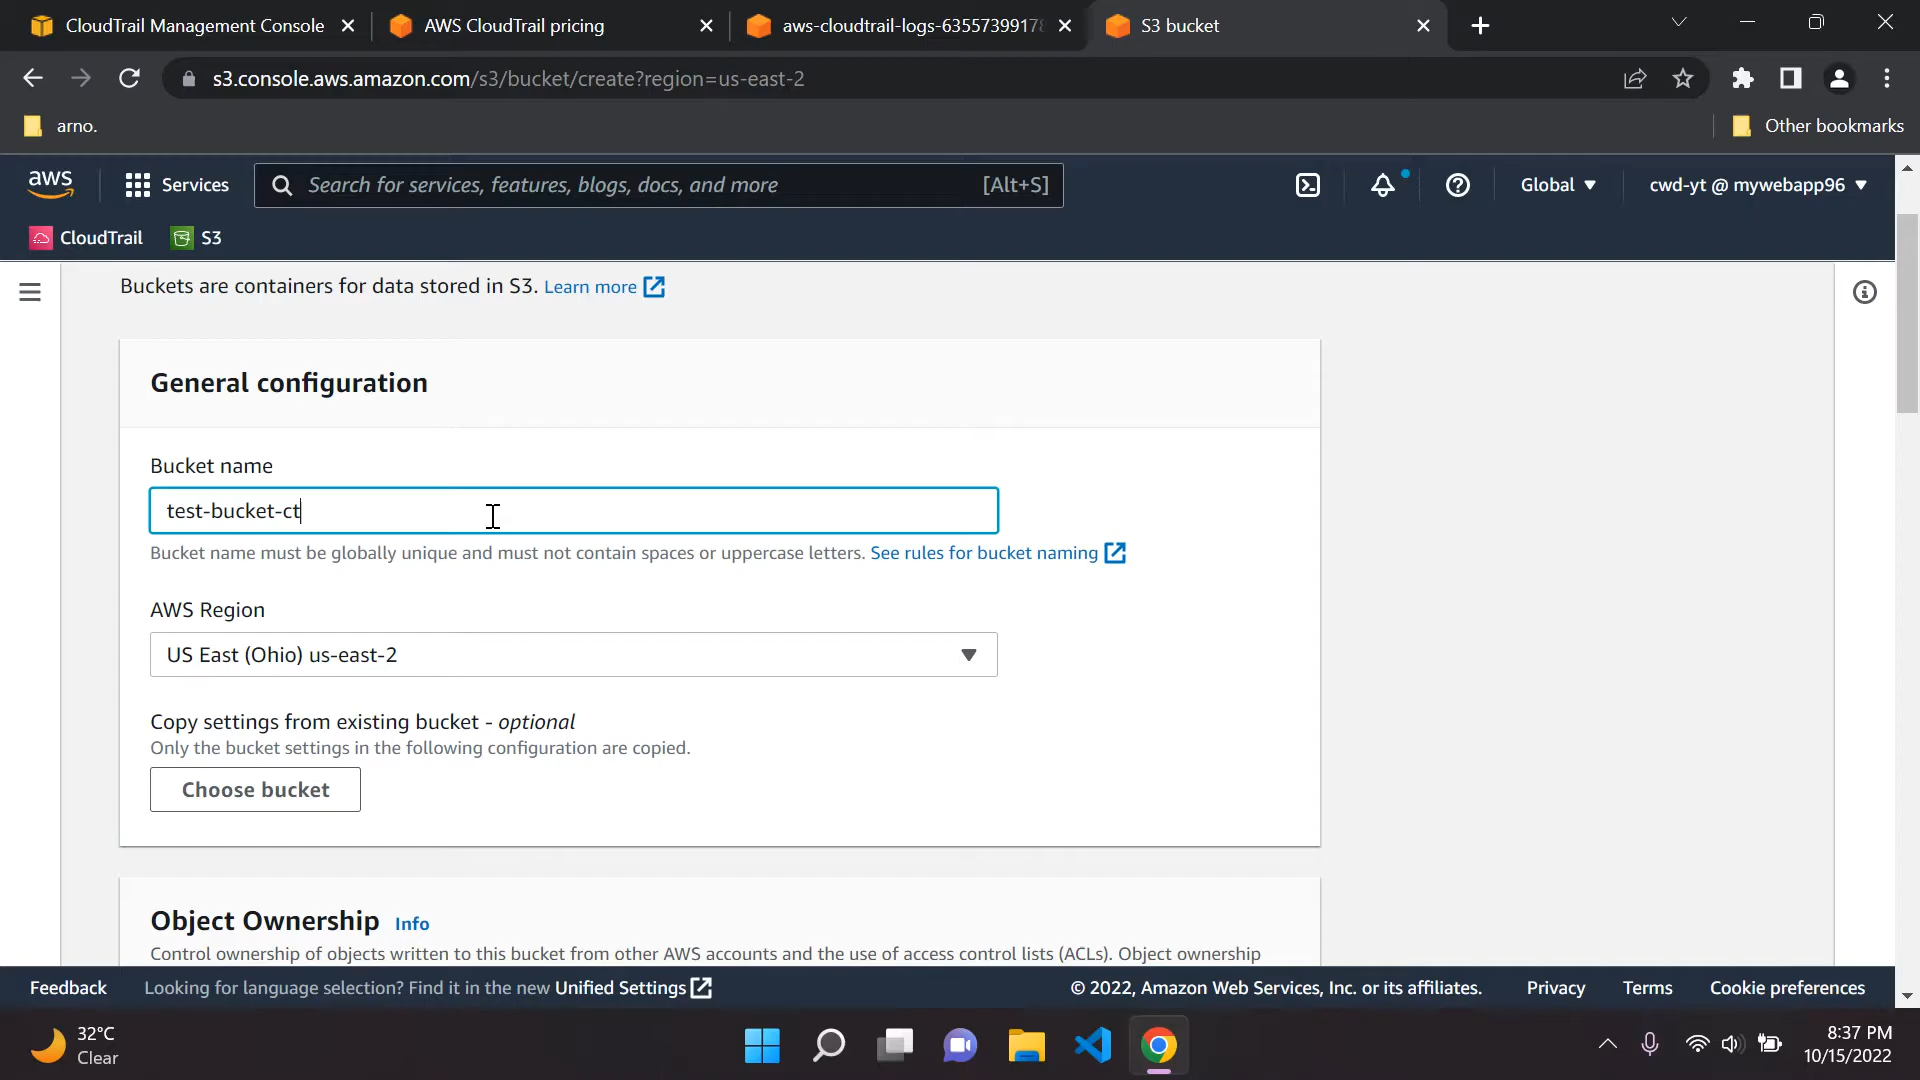 CloudTrail Management Console
AWS CloudTrail pricing
aws-cloudtrail-logs-63557399178
S3 bucket
s3.console.aws.amazon.com/s3/bucket/create?region=us-east-2
arno.
Other bookmarks
aws
Services
Search for services, features, blogs, docs, and more
[Alt+S]
Global
cwd-yt @ mywebapp96
CloudTrail
S3
Buckets are containers for data stored in S3. Learn more
General configuration
Bucket name
test-bucket-ct
Bucket name must be globally unique and must not contain spaces or uppercase letters. See rules for bucket naming
AWS Region
US East (Ohio) us-east-2
Copy settings from existing bucket - optional
Only the bucket settings in the following configuration are copied.
Choose bucket
Object Ownership Info
Control ownership of objects written to this bucket from other AWS accounts and the use of access control lists (ACLs). Object ownership
Feedback
Looking for language selection? Find it in the new Unified Settings
© 2022, Amazon Web Services, Inc. or its affiliates.
Privacy
Terms
Cookie preferences
32°C
Clear
8:37 PM
10/15/2022